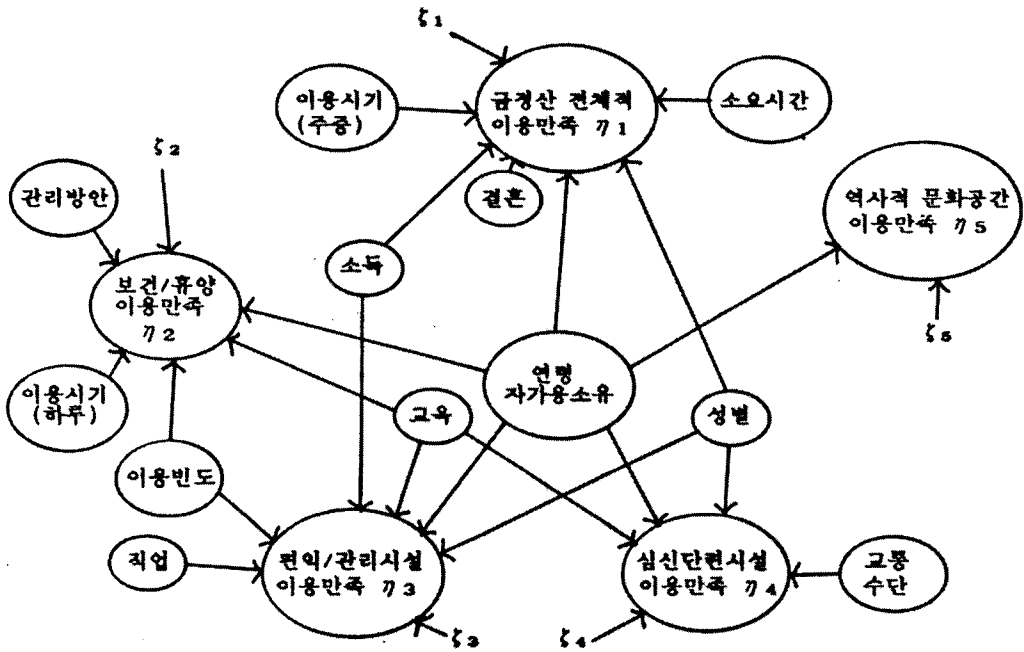 ζ1
이용시기
(주중)
금정산 전체적
이용만족 η1
소요시간
ζ2
관리방안
결혼
역사적 문화공간
이용만족 η5
소득
보건/휴양
이용만족
η2
ζ5
연령
자가용소유
이용시기
(하루)
교육
성별
이용빈도
직업
편익/관리시설
이용만족 η3
심신단련시설
이용만족 η4
교통
수단
ζ3
ζ4